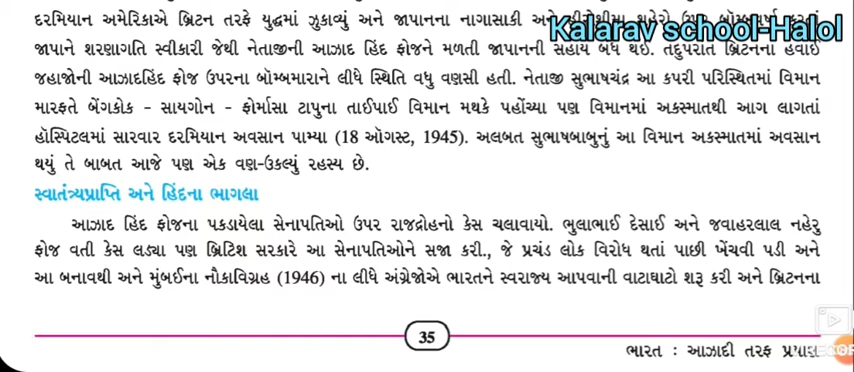 દરમિયાન અમેરિકાએ બ્રિટન તરફે યુદ્ધમાં ઝુકાવ્યું અને જાપાનના નાગાસાકી અને
Kalarav school-Halol
જાપાને શરણાગતિ સ્વીકારી જેથી નેતાજીની આઝાદ હિંદ ફોજને મળતી જાપાનની સહાય બંધ થઈ. તદુપરાંત બ્રિટનના હવાઈ
જહાજોની આઝાદહિંદ ફોજ ઉપરના બૉમ્બમારાને લીધે સ્થિતિ વધુ વણસી હતી. નેતાજી સુભાષચંદ્ર આ કપરી પરિસ્થિતમાં વિમાન
મારફતે બેંગકોક – સાયગોન – ફોર્મોસા ટાપુના તાઈપાઈ વિમાન મથકે પહોંચ્યા પણ વિમાનમાં અકસ્માતથી આગ લાગતાં
હૉસ્પિટલમાં સારવાર દરમિયાન અવસાન પામ્યા (18 ઑગસ્ટ, 1945). અલબત સુભાષબાબુનું આ વિમાન અકસ્માતમાં અવસાન
થયું તે બાબત આજે પણ એક વણ-ઉકલ્યું રહસ્ય છે.
સ્વાતંત્ર્યપ્રાપ્તિ અને હિંદના ભાગલા
આઝાદ હિંદ ફોજના પકડાયેલા સેનાપતિઓ ઉપર રાજદ્રોહનો કેસ ચલાવાયો. ભુલાભાઈ દેસાઈ અને જવાહરલાલ નહેરુ
ફોજ વતી કેસ લડ્યા પણ બ્રિટિશ સરકારે આ સેનાપતિઓને સજા કરી., જે પ્રચંડ લોક વિરોધ થતાં પાછી ખેંચવી પડી અને
આ બનાવથી અને મુંબઈના નૌકાવિગ્રહ (1946) ના લીધે અંગ્રેજોએ ભારતને સ્વરાજ્ય આપવાની વાટાઘાટો શરૂ કરી અને બ્રિટનના
35
ભારત : આઝાદી તરફ પ્રયાણ